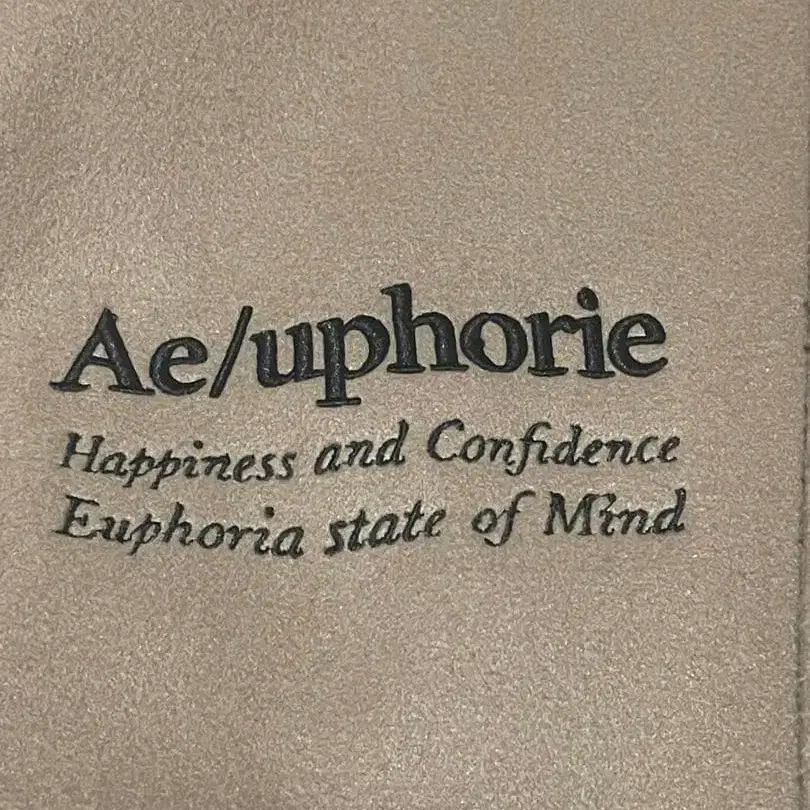 Ae/uphorie
Happiness and Confidence
Euphoria state of Mind